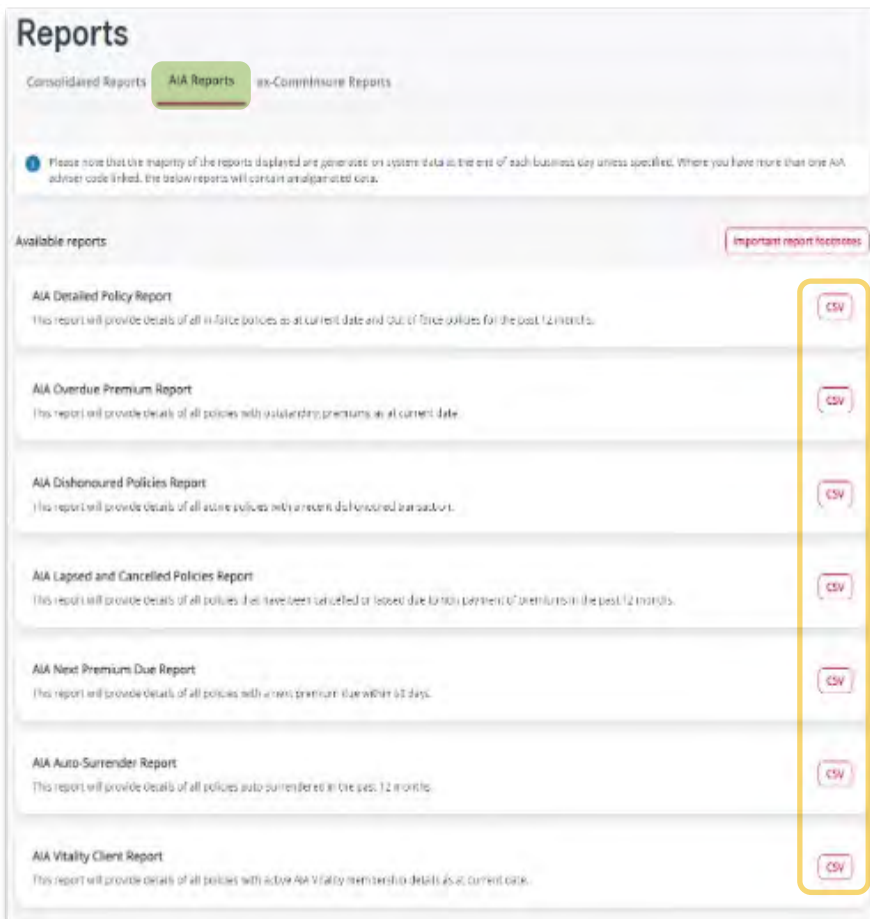 Reports
Consolidated Reports AIA Reports ex-CommInsure Reports
Please note that the majority of the reports displayed are generated on system data at the end of each business day unless specified. Where you have more than one AIA
adviser code linked, the below reports will contain amalgamated data.
Available reports
Important report footnotes
AIA Detailed Policy Report
CSV
This report will provide details of all in-force policies as at current date and Out of force policies for the past 12 months.
AIA Overdue Premium Report
CSV
This report will provide details of all policies with outstanding premiums as at current date.
AIA Dishonoured Policies Report
CSV
This report will provide details of all active policies with a recent dishonoured transaction.
AIA Lapsed and Cancelled Policies Report
CSV
This report will provide details of all policies that have been cancelled or lapsed due to non payment of premiums in the past 12 months.
AIA Next Premium Due Report
CSV
This report will provide details of all policies with a next premium due within 60 days.
AIA Auto-Surrender Report
CSV
This report will provide details of all policies auto surrendered in the past 12 months.
AIA Vitality Client Report
CSV
This report will provide details of all policies with active AIA Vitality membership details as at current date.